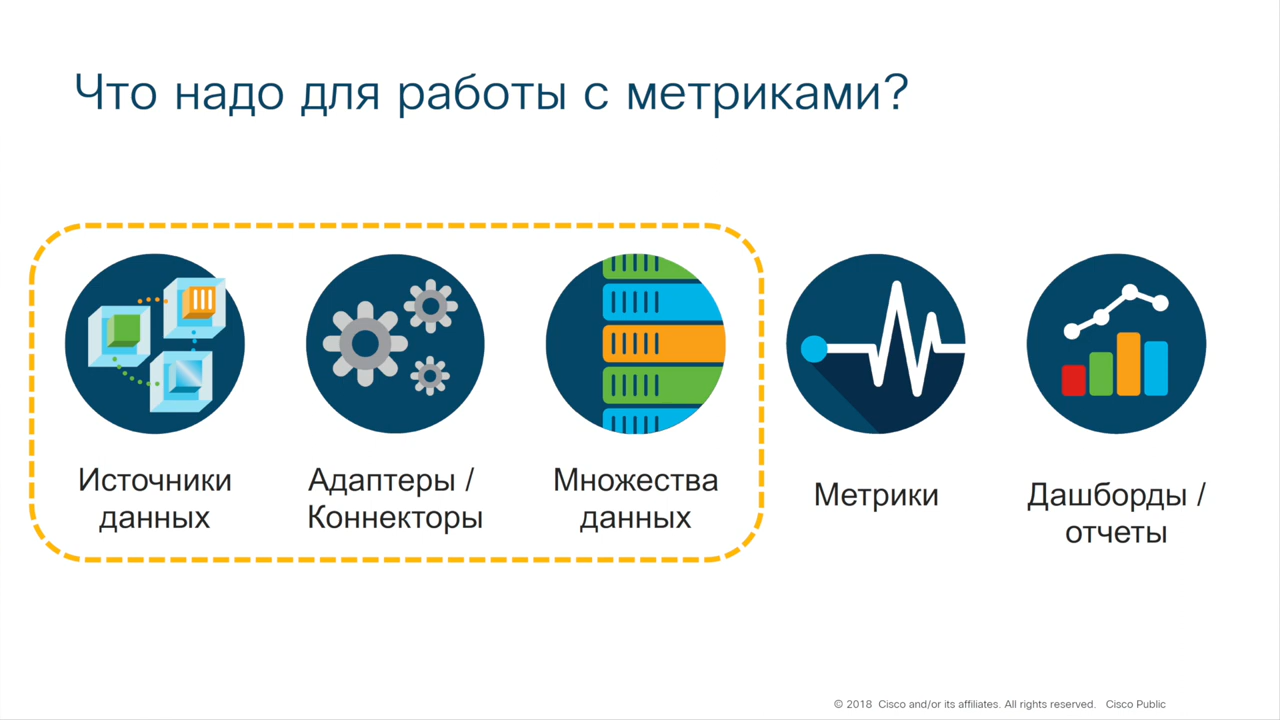 Что надо для работы с метриками?
Источники
данных
Адаптеры /
Коннекторы
Множества
данных
Метрики
Дашборды /
отчеты
© 2018 Cisco and/or its affiliates. All rights reserved. Cisco Public